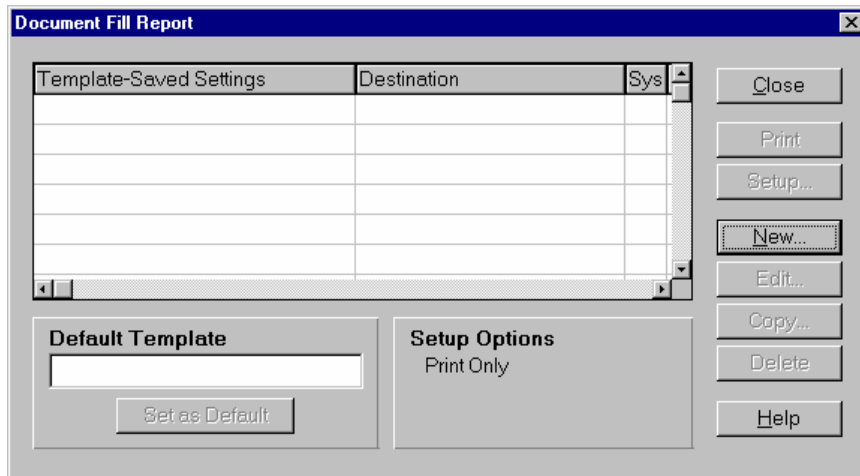 Document Fill Report
Template-Saved Settings Destination Sys
Close
Print
Setup...
New...
Edit...
Copy...
Delete
Help
Default Template
Set as Default
Setup Options
Print Only